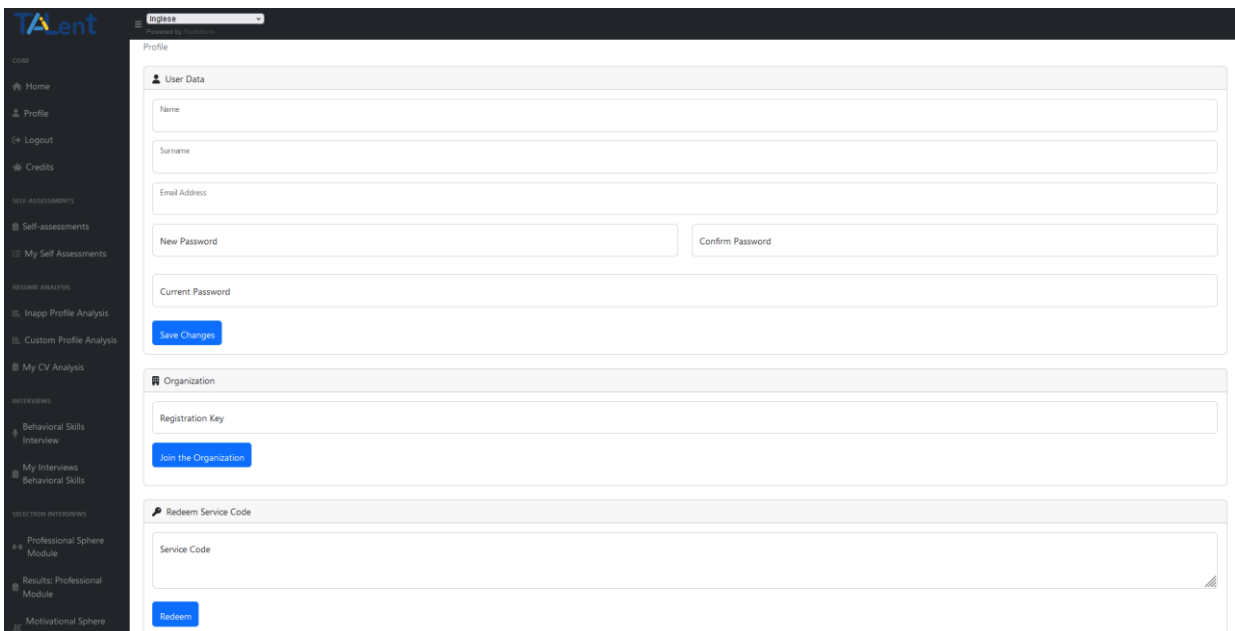 TALent
Inglese
Powered by Translate
CORE
Home
Profile
Logout
Credits
SELF-ASSESSMENTS
Self-assessments
My Self Assessments
RESUME ANALYSIS
Inapp Profile Analysis
Custom Profile Analysis
My CV Analysis
INTERVIEWS
Behavioral Skills
Interview
My Interviews
Behavioral Skills
SELECTION INTERVIEWS
Professional Sphere
Module
Results: Professional
Module
Motivational Sphere
Profile
User Data
Name
Surname
Email Address
New Password
Confirm Password
Current Password
Save Changes
Organization
Registration Key
Join the Organization
Redeem Service Code
Service Code
Redeem